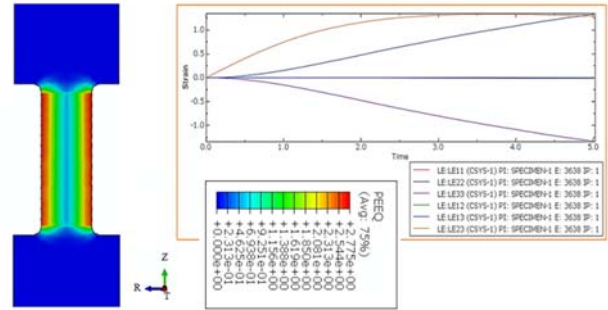 1.0
0.5
0.0
-0.5
-1.0
Strain
0.0
1.0
2.0
3.0
4.0
5.0
Time
LE:LE11 (CSYS-1) PI: SPECIMEN-1 E: 3638 IP: 1
LE:LE22 (CSYS-1) PI: SPECIMEN-1 E: 3638 IP: 1
LE:LE33 (CSYS-1) PI: SPECIMEN-1 E: 3638 IP: 1
LE:LE12 (CSYS-1) PI: SPECIMEN-1 E: 3638 IP: 1
LE:LE13 (CSYS-1) PI: SPECIMEN-1 E: 3638 IP: 1
LE:LE23 (CSYS-1) PI: SPECIMEN-1 E: 3638 IP: 1
PEEQ
(Avg: 75%)
+2.775e+00
+2.544e+00
+2.313e+00
+2.081e+00
+1.850e+00
+1.619e+00
+1.388e+00
+1.156e+00
+9.251e-01
+6.938e-01
+4.625e-01
+2.313e-01
+0.000e+00
Z
R
T